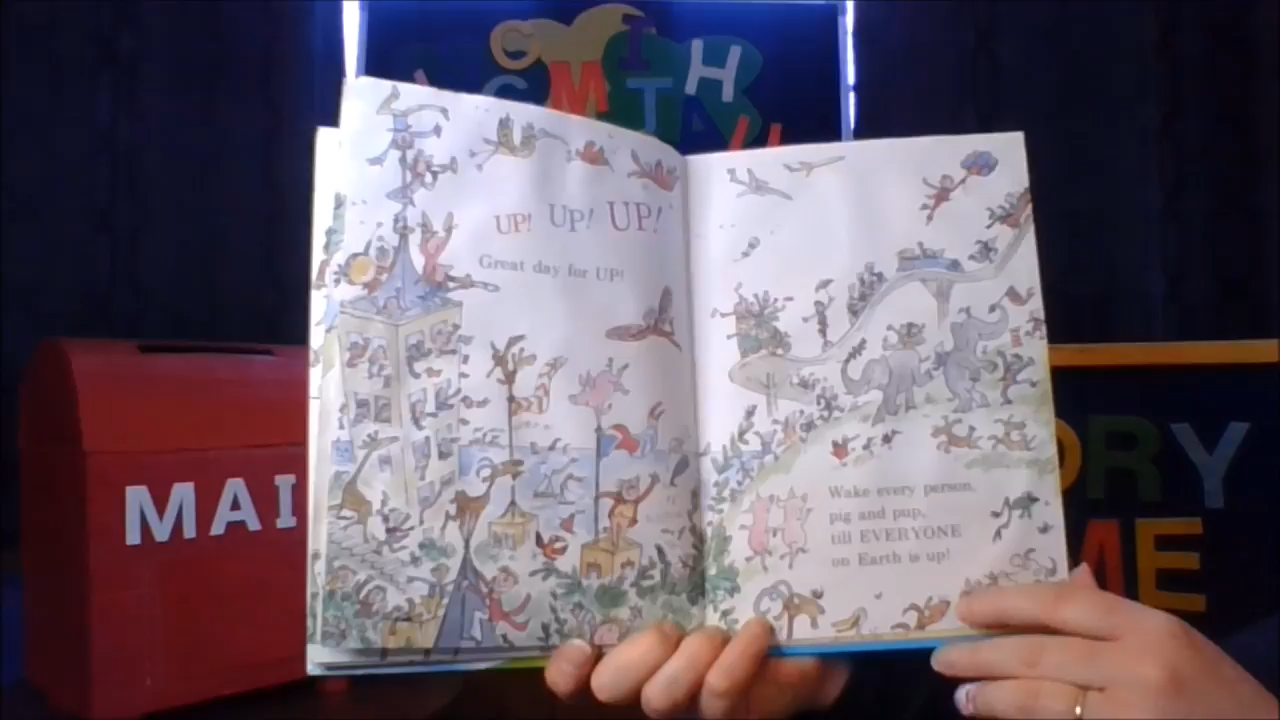 UP! UP! UP!
Great day for UP!
Wake every person,
pig and pup,
till EVERYONE
on Earth is up!
MAI
ORY
ME